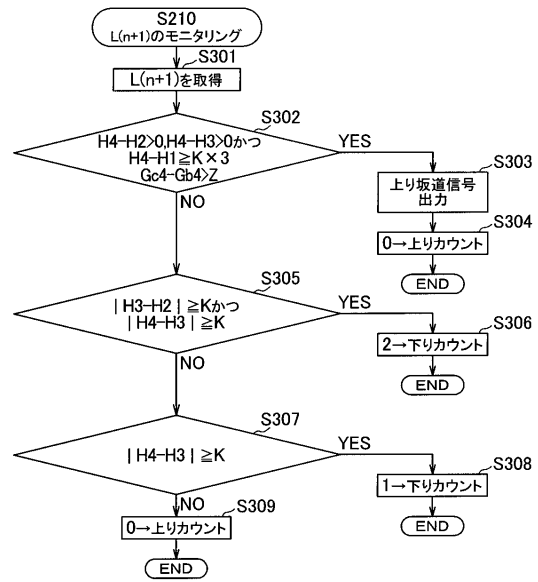 S210
L(n+1)のモニタリング
S301
L(n+1)を取得
S302
H4-H2>0,H4-H3>0かつ
H4-H1≧K×3
Gc4-Gb4>Z
YES
NO
S303
上り坂道信号
出力
S304
0→上りカウント
END
S305
|H3-H2|≧Kかつ
|H4-H3|≧K
YES
NO
S306
2→下りカウント
END
S307
|H4-H3|≧K
YES
NO
S308
1→下りカウント
END
S309
0→上りカウント
END